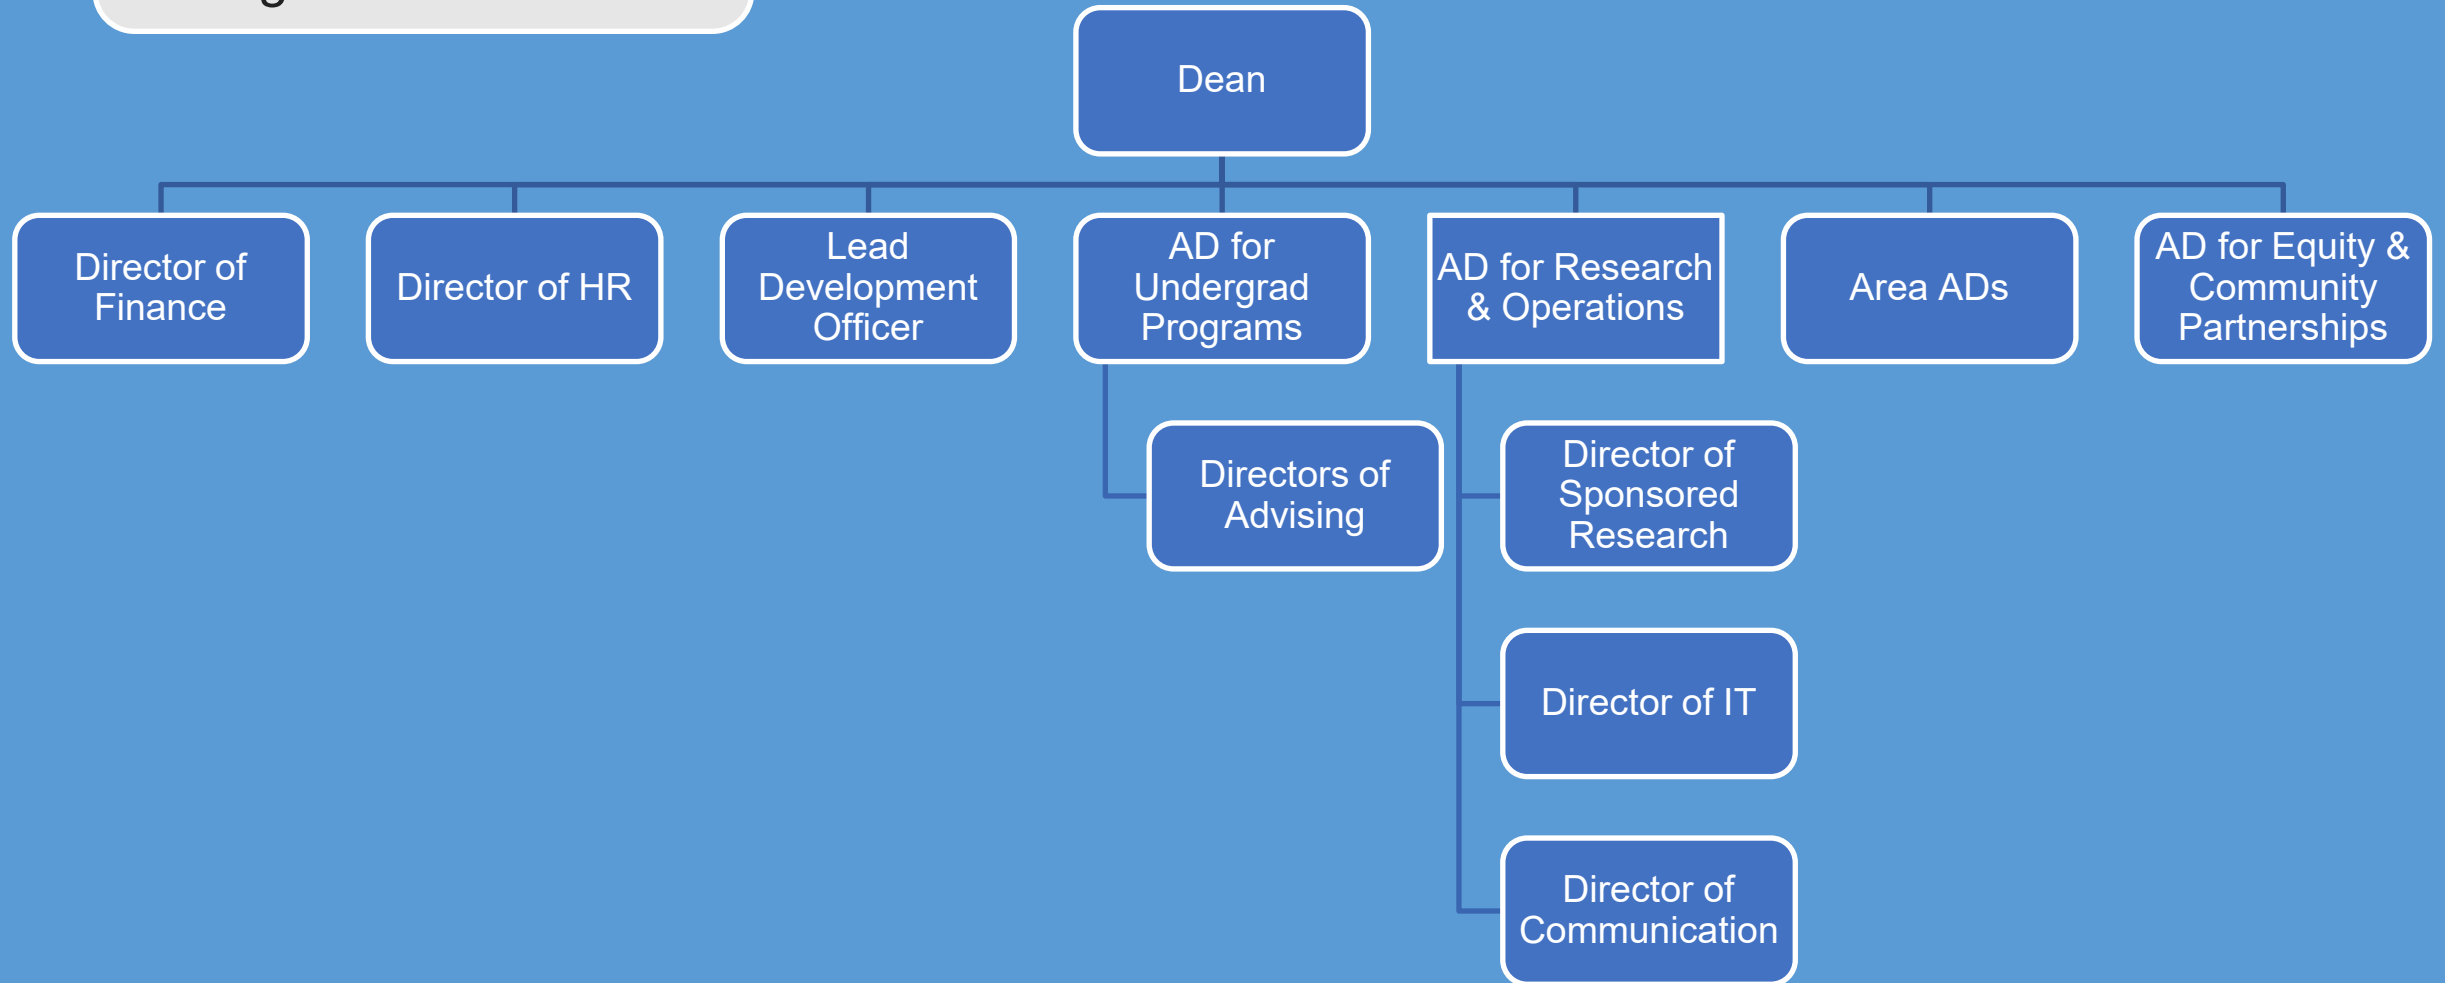 Dean
Director of
Finance
Director of HR
Lead
Development
Officer
AD for
Undergrad
Programs
AD for Research
& Operations
Area ADs
AD for Equity &
Community
Partnerships
Directors of
Advising
Director of
Sponsored
Research
Director of IT
Director of
Communication